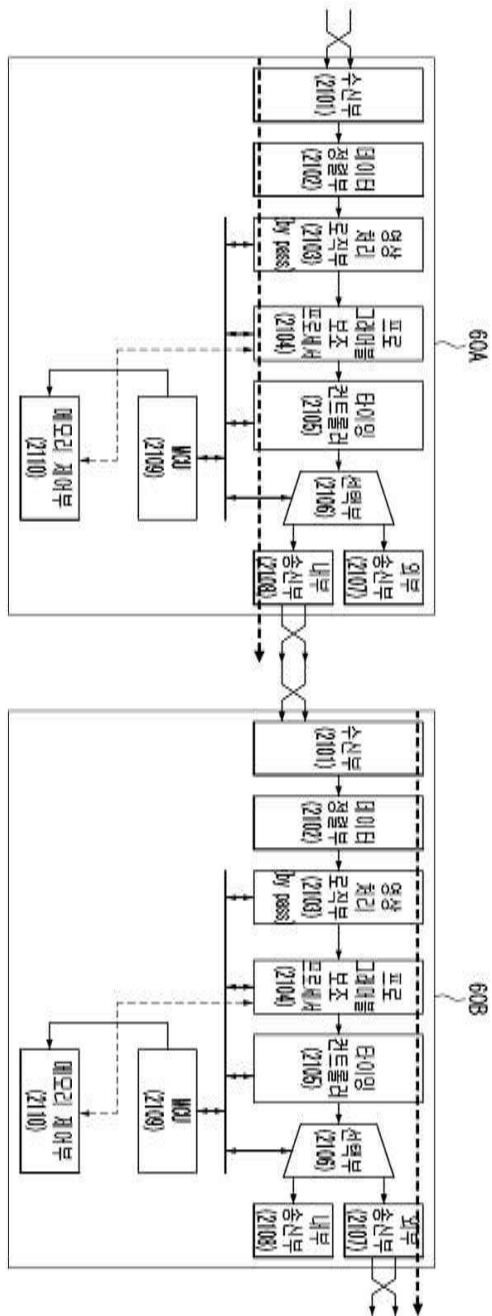 60A
수신부
(2101)
데이터
정렬부
(2102)
영상
처리
로직부
(2103)
(by pass)
프로
그래머블
보조
프로세서
(2104)
타이밍
컨트롤러
(2105)
선택부
(2106)
외부
송신부
(2107)
내부
송신부
(2108)
MCU
(2109)
메모리 제어부
(2110)
60B
수신부
(2101)
데이터
정렬부
(2102)
영상
처리
로직부
(2103)
(by pass)
프로
그래머블
보조
프로세서
(2104)
타이밍
컨트롤러
(2105)
선택부
(2106)
외부
송신부
(2107)
내부
송신부
(2108)
MCU
(2109)
메모리 제어부
(2110)